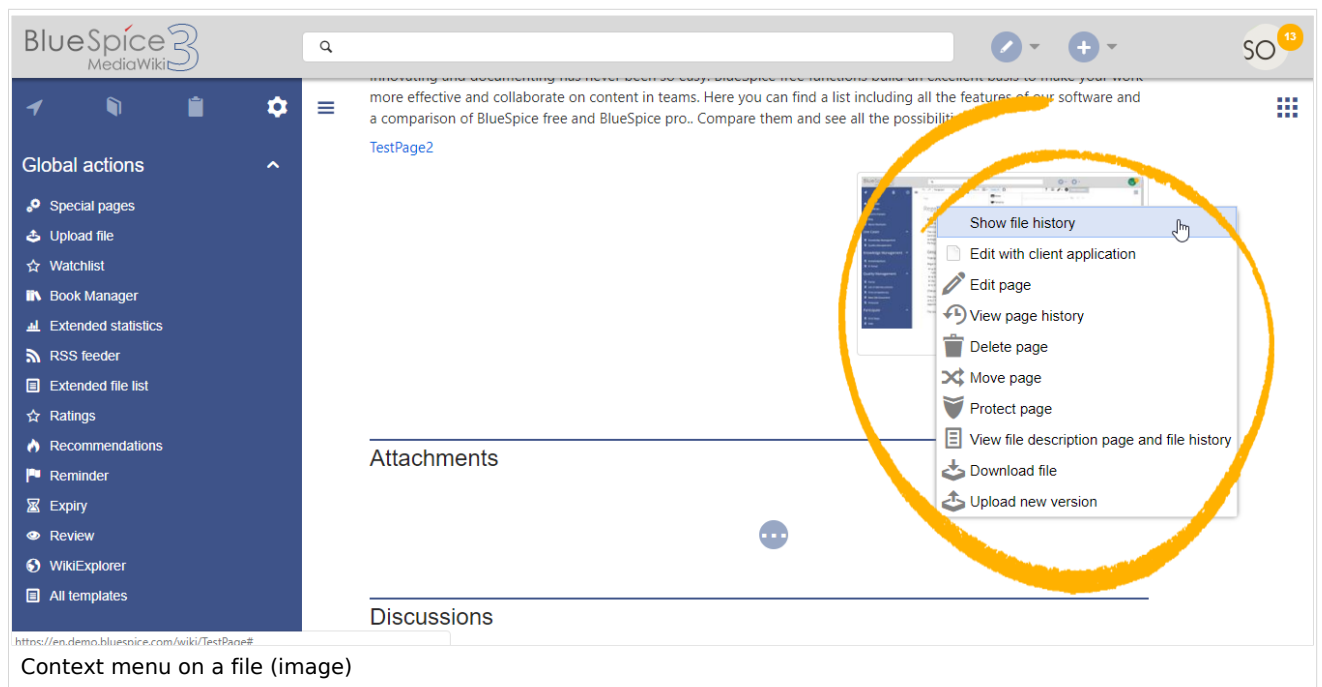 BlueSpice 3
MediaWiki
SO
13
innovating and documenting has never been so easy. BlueSpice free functions build an excellent basis to make your work
more effective and collaborate on content in teams. Here you can find a list including all the features of our software and
a comparison of BlueSpice free and BlueSpice pro.. Compare them and see all the
TestPage2
Global actions
Special pages
Upload file
Watchlist
Book Manager
Extended statistics
RSS feeder
Extended file list
Ratings
Recommendations
Reminder
Expiry
Review
WikiExplorer
All templates
Show file history
Edit with client application
Edit page
View page history
Delete page
Move page
Protect page
View file description page and file history
Download file
Upload new version
Attachments
Discussions
https://en.demo.bluespice.com/wiki/TestPage#
Context menu on a file (image)